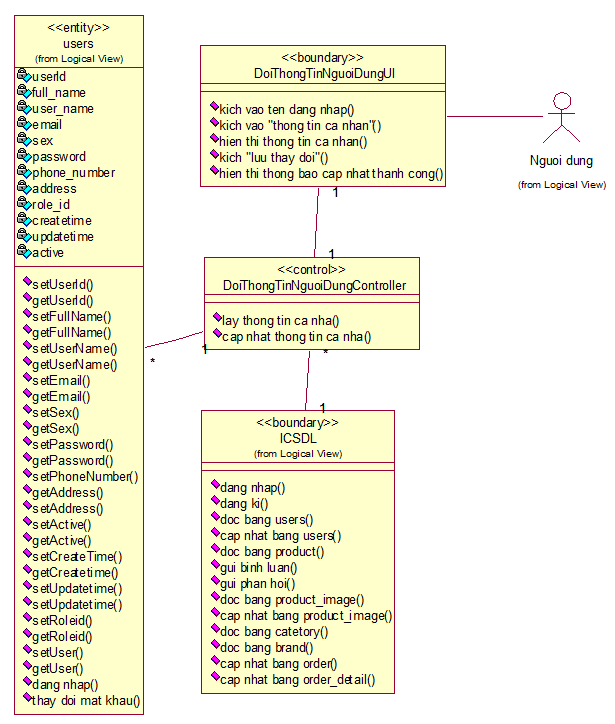 <<entity>>
users
(from Logical View)
userId
full_name
user_name
email
sex
password
phone_number
address
role_id
createtime
updatetime
active
setUserId()
getUserId()
setFullName()
getFullName()
setUserName()
getUserName()
setEmail()
getEmail()
setSex()
getSex()
setPassword()
getPassword()
setPhoneNumber()
getAddress()
setAddress()
setActive()
getActive()
setCreateTime()
getCreatetime()
setUpdatetime()
setUpdatetime()
setRoleid()
getRoleid()
setUser()
getUser()
dang nhap()
thay doi mat khau()
<<boundary>>
DoiThongTinNguoiDungUI
kich vao ten dang nhap()
kich vao "thong tin ca nhan"()
hien thi thong tin ca nhan()
kich "luu thay doi"()
hien thi thong bao cap nhat thanh cong()
Nguoi dung
(from Logical View)
1
1
<<control>>
DoiThongTinNguoiDungController
lay thong tin ca nha()
cap nhat thong tin ca nha()
1
*
*
1
<<boundary>>
ICSDL
(from Logical View)
dang nhap()
dang ki()
doc bang users()
cap nhat bang users()
doc bang product()
gui binh luan()
gui phan hoi()
doc bang product_image()
cap nhat bang product_image()
doc bang catetory()
doc bang brand()
cap nhat bang order()
cap nhat bang order_detail()